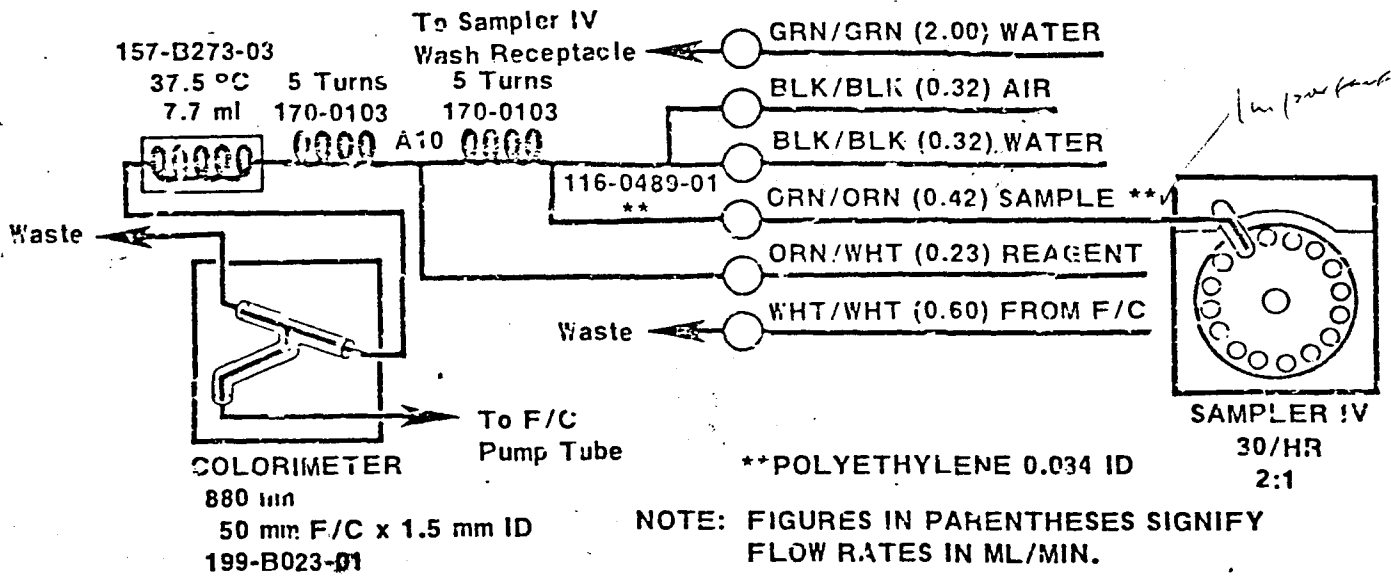 To Sampler IV
Wash Receptacle
GRN/GRN (2.00) WATER
157-B273-03
37.5 °C
7.7 ml
5 Turns
170-0103
A10
5 Turns
170-0103
BLK/BLK (0.32) AIR
BLK/BLK (0.32) WATER
116-0489-01
**
ORN/ORN (0.42) SAMPLE **
ORN/WHT (0.23) REAGENT
WHT/WHT (0.60) FROM F/C
Waste
Waste
To F/C
Pump Tube
COLORIMETER
880 nm
50 mm F/C x 1.5 mm ID
199-B023-01
SAMPLER IV
30/HR
2:1
**POLYETHYLENE 0.034 ID
NOTE: FIGURES IN PARENTHESES SIGNIFY
FLOW RATES IN ML/MIN.